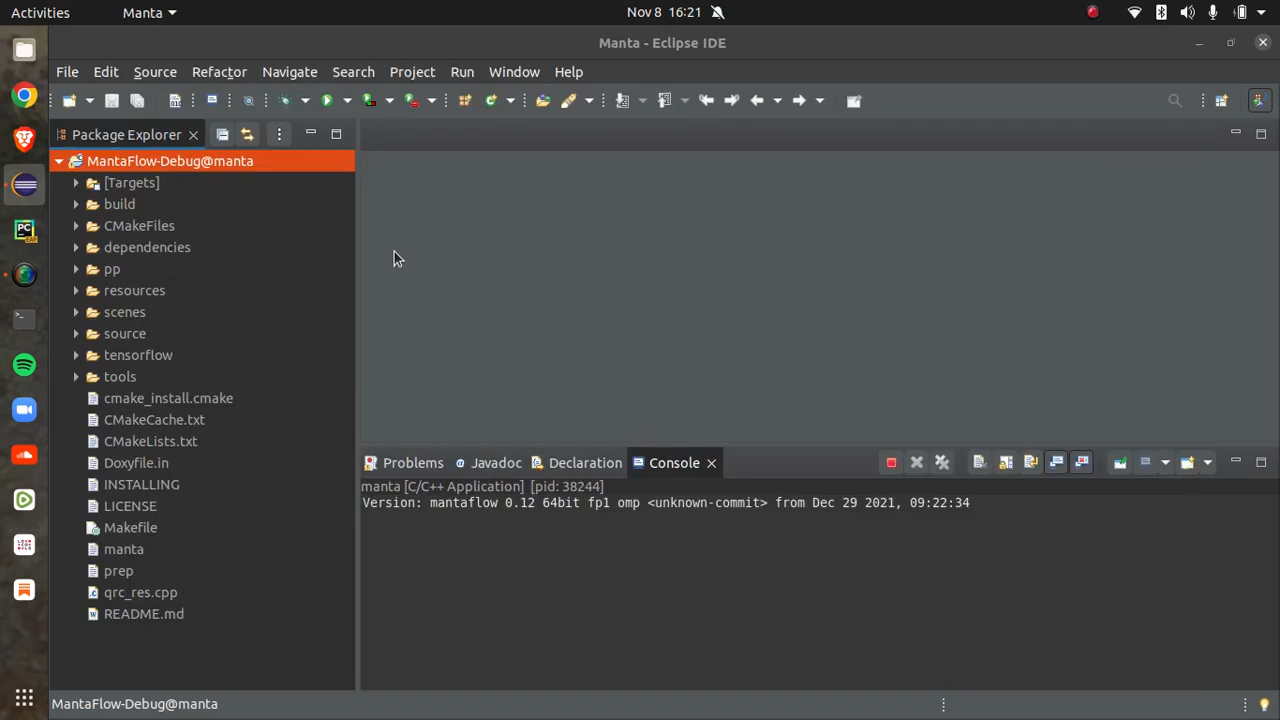 Activities
Manta
Nov 8 16:21
Manta - Eclipse IDE
File Edit Source Refactor Navigate Search Project Run Window Help
Package Explorer
MantaFlow-Debug@manta
[Targets]
build
CMakeFiles
dependencies
pp
resources
scenes
source
tensorflow
tools
cmake_install.cmake
CMakeCache.txt
CMakeLists.txt
Doxyfile.in
INSTALLING
LICENSE
Makefile
manta
prep
qrc_res.cpp
README.md
Problems Javadoc Declaration Console
manta [C/C++ Application] [pid: 38244]
Version: mantaflow 0.12 64bit fp1 omp <unknown-commit> from Dec 29 2021, 09:22:34
MantaFlow-Debug@manta